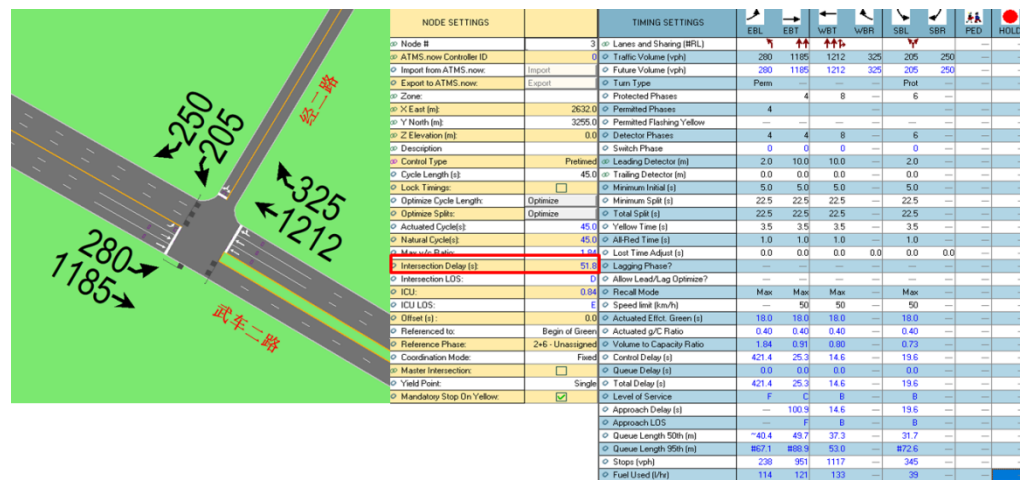 250
205
经二路
325
1212
280
1185
武车二路
NODE SETTINGS
Node # 3
ATMS.now Controller ID 0
Import from ATMS.now: Import
Export to ATMS.now: Export
Zone:
X East (m): 2632.0
Y North (m): 3255.0
Z Elevation (m): 0.0
Description
Control Type Pretimed
Cycle Length (s): 45.0
Lock Timings:
Optimize Cycle Length: Optimize
Optimize Splits: Optimize
Actuated Cycle(s): 45.0
Natural Cycle(s): 45.0
Max v/c Ratio: 1.84
Intersection Delay (s): 51.8
Intersection LOS: D
ICU: 0.84
ICU LOS: E
Offset (s) : 0.0
Referenced to: Begin of Green
Reference Phase: 2+6 - Unassigned
Coordination Mode: Fixed
Master Intersection:
Yield Point: Single
Mandatory Stop On Yellow:
TIMING SETTINGS EBL EBT WBT WBR SBL SBR PED HOLD
Lanes and Sharing (#RL) — —
Traffic Volume (vph) 280 1185 1212 325 205 250 — —
Future Volume (vph) 280 1185 1212 325 205 250 — —
Turn Type Perm — — — Prot — — —
Protected Phases 4 8 — 6 — — —
Permitted Phases 4 — — — —
Permitted Flashing Yellow — — — — — — — —
Detector Phases 4 4 8 — 6 — — —
Switch Phase 0 0 0 — 0 — — —
Leading Detector (m) 2.0 10.0 10.0 — 2.0 — — —
Trailing Detector (m) 0.0 0.0 0.0 — 0.0 — — —
Minimum Initial (s) 5.0 5.0 5.0 — 5.0 — — —
Minimum Split (s) 22.5 22.5 22.5 — 22.5 — — —
Total Split (s) 22.5 22.5 22.5 — 22.5 — — —
Yellow Time (s) 3.5 3.5 3.5 — 3.5 — — —
All-Red Time (s) 1.0 1.0 1.0 — 1.0 — — —
Lost Time Adjust (s) 0.0 0.0 0.0 0.0 0.0 0.0 — —
Lagging Phase? — — — — — — — —
Allow Lead/Lag Optimize? — — — — — — — —
Recall Mode Max Max Max — Max — — —
Speed limit (km/h) — 50 50 — 50 — — —
Actuated Effct. Green (s) 18.0 18.0 18.0 — 18.0 — — —
Actuated g/C Ratio 0.40 0.40 0.40 — 0.40 — — —
Volume to Capacity Ratio 1.84 0.91 0.80 — 0.73 — — —
Control Delay (s) 421.4 25.3 14.6 — 19.6 — — —
Queue Delay (s) 0.0 0.0 0.0 — 0.0 — — —
Total Delay (s) 421.4 25.3 14.6 — 19.6 — — —
Level of Service F C B — B — — —
Approach Delay (s) — 100.9 14.6 — 19.6 — — —
Approach LOS — F B — B — — —
Queue Length 50th (m) ~40.4 49.7 37.3 — 31.7 — — —
Queue Length 95th (m) #67.1 #88.9 53.0 — #72.6 — — —
Stops (vph) 238 951 1117 — 345 — — —
Fuel Used (l/hr) 114 121 133 — 39 — —